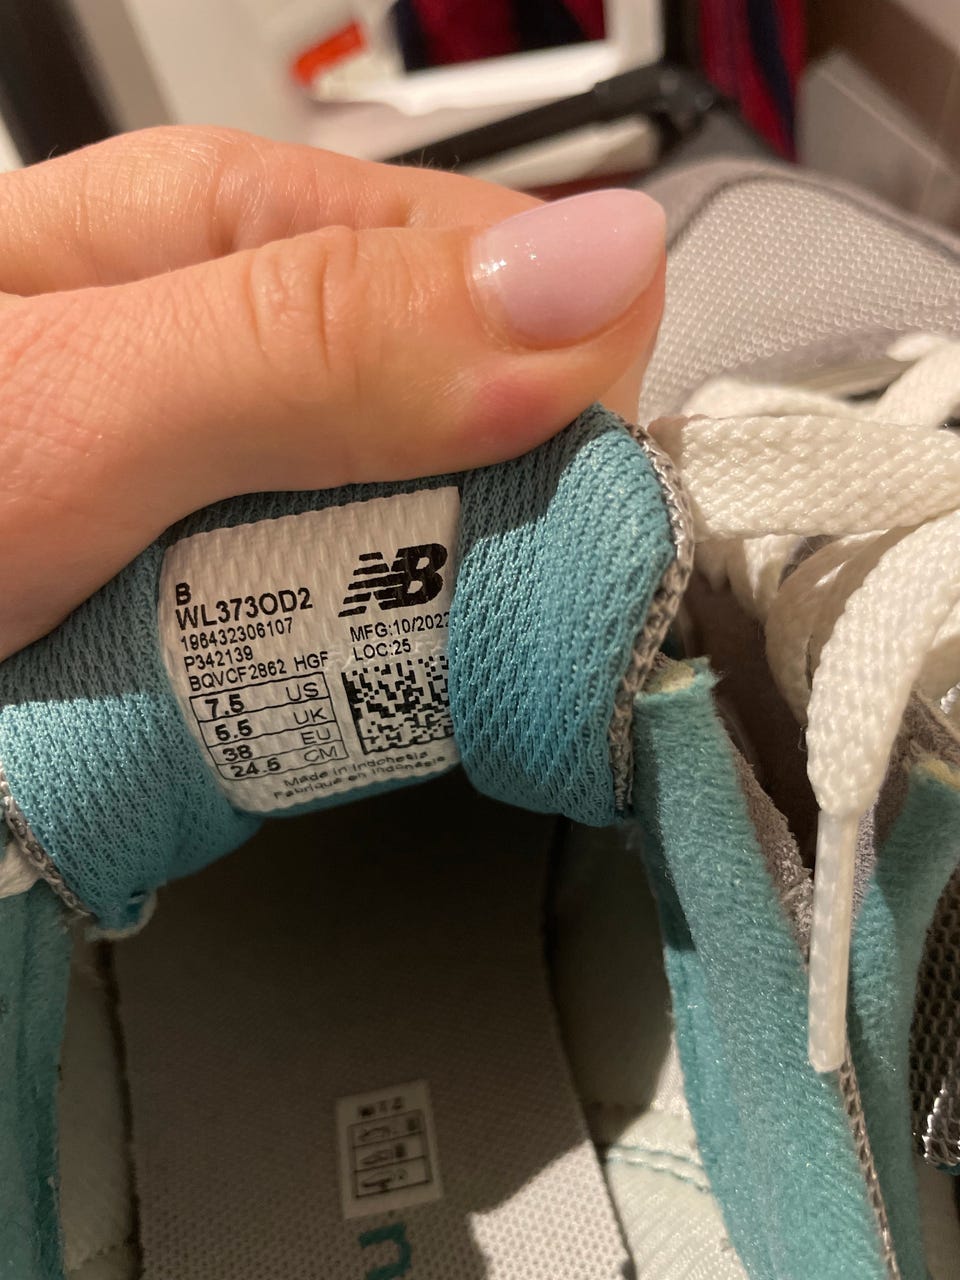 B
NB
WL373OD2
196432306107
MFG:10/2022
P342139
LOC:25
BQVCF2862 HGF
7.5 US
5.5 UK
38 EU
24.5 CM
Made in Indonesia
Fabriqué en Indonésie
n